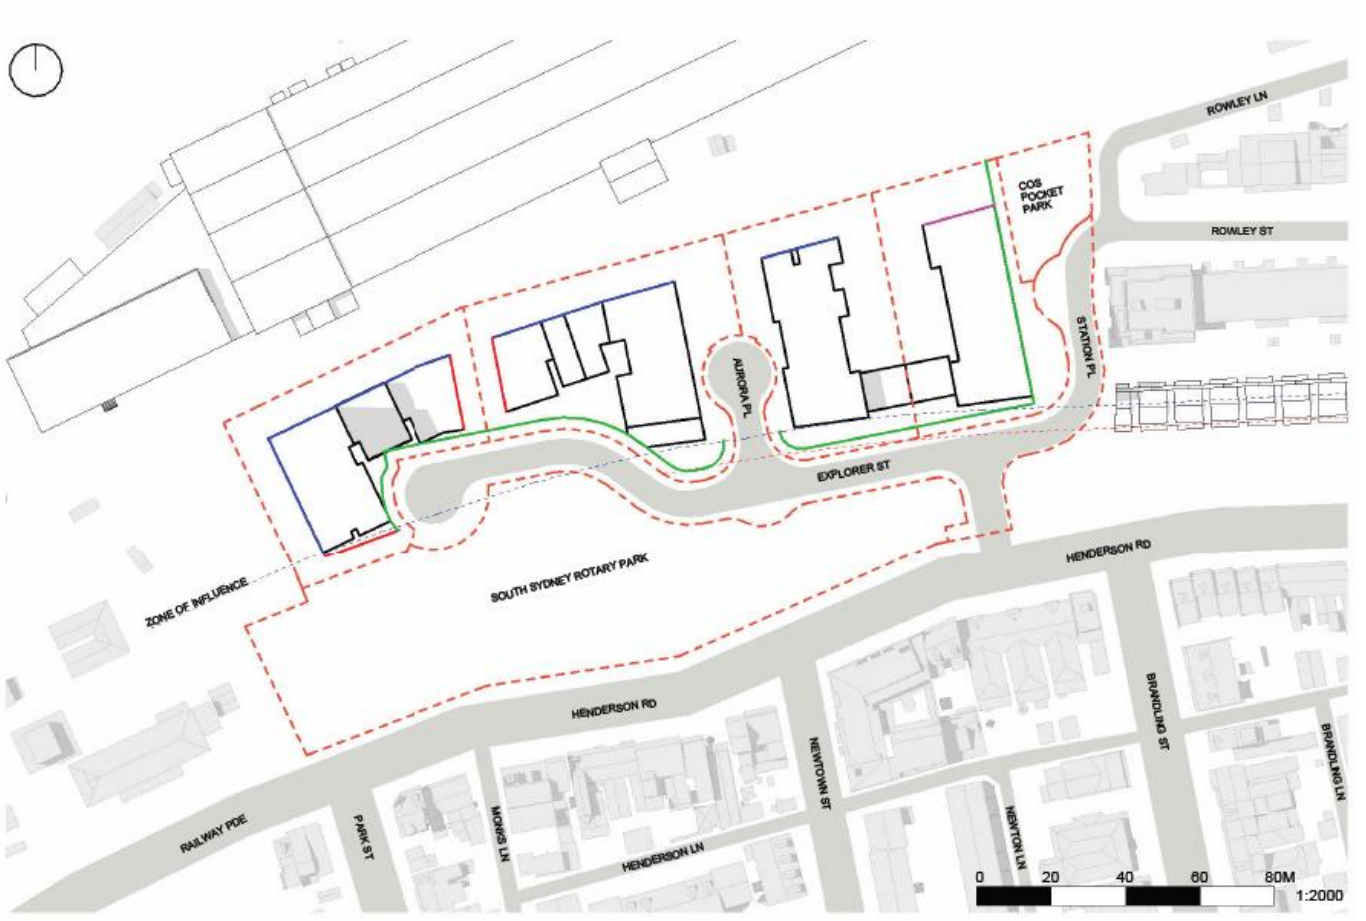 ROWLEY LN
COS
POCKET
PARK
ROWLEY ST
STATION PL
AURORA PL
EXPLORER ST
HENDERSON RD
SOUTH SYDNEY ROTARY PARK
ZONE OF INFLUENCE
HENDERSON RD
BRANDLING ST
BRANDLING LN
NEWTOWN ST
RAILWAY PDE
PARK ST
MONKS LN
HENDERSON LN
NEWTON LN
0 20 40 60 80M
1:2000